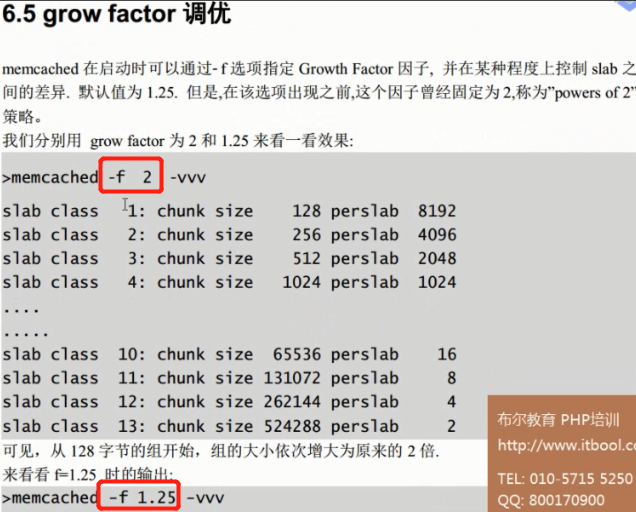 6.5 grow factor 调优
memcached 在启动时可以通过-f 选项指定 Growth Factor 因子, 并在某种程度上控制 slab 之
间的差异. 默认值为 1.25. 但是,在该选项出现之前,这个因子曾经固定为 2,称为”powers of 2”
策略。
我们分别用 grow factor 为 2 和 1.25 来看一看效果:
>memcached -f 2 -vvv
slab class 1: chunk size 128 perslab 8192
slab class 2: chunk size 256 perslab 4096
slab class 3: chunk size 512 perslab 2048
slab class 4: chunk size 1024 perslab 1024
....
.....
slab class 10: chunk size 65536 perslab 16
slab class 11: chunk size 131072 perslab 8
slab class 12: chunk size 262144 perslab 4
slab class 13: chunk size 524288 perslab 2
可见，从 128 字节的组开始，组的大小依次增大为原来的 2 倍.
来看看 f=1.25 时的输出:
>memcached -f 1.25 -vvv
布尔教育 PHP培训
http://www.itbool.co
TEL: 010-5715 5250
QQ: 800170900